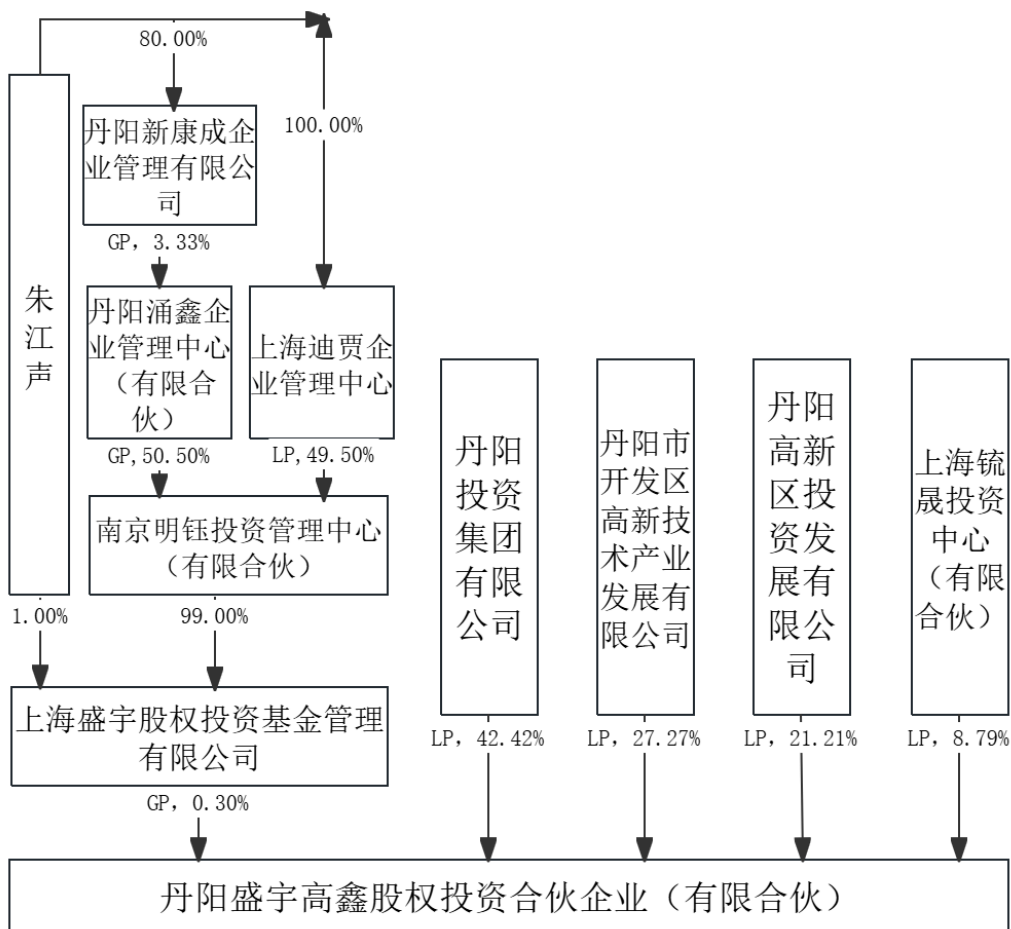 80.00%
100.00%
丹阳新康成企
业管理有限公
司
GP, 3.33%
朱
江
声
丹阳涌鑫企
业管理中心
（有限合
伙）
上海迪贾企
业管理中心
GP,50.50%
LP,49.50%
南京明钰投资管理中心
（有限合伙）
1.00%
99.00%
上海盛宇股权投资基金管理
有限公司
GP, 0.30%
丹阳
投资
集团
有限
公司
LP, 42.42%
丹阳市
开发区
高新技
术产业
发展有
限公司
LP, 27.27%
丹阳
高新
区投
资发
展有
限公
司
LP, 21.21%
上海锍
晟投资
中心
（有限
合伙）
LP, 8.79%
丹阳盛宇高鑫股权投资合伙企业（有限合伙）